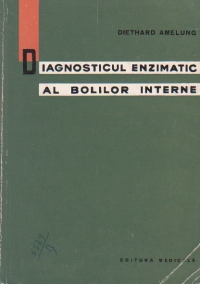 DIETHARD AMELUNG
DIAGNOSTICUL ENZIMATIC
AL BOLILOR INTERNE
EDITURA MEDICALĂ